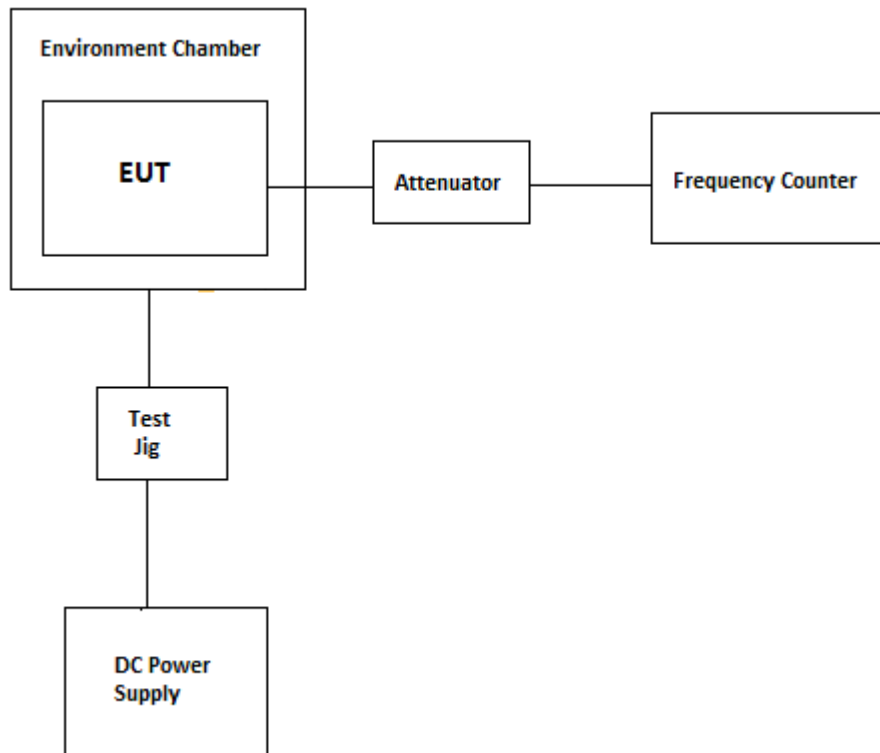 Environment Chamber
EUT
Attenuator
Frequency Counter
Test
Jig
DC Power
Supply